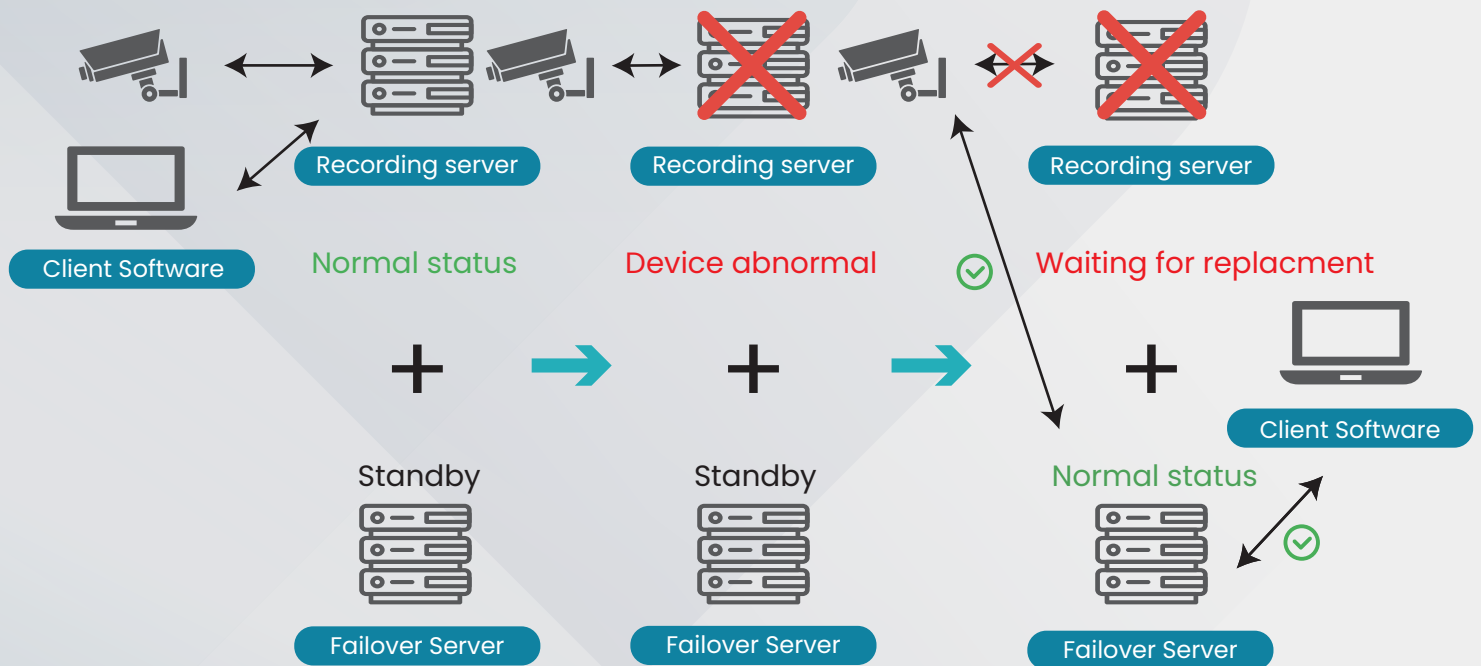 Recording server
Recording server
Recording server
Client Software
Normal status
Device abnormal
Waiting for replacment
Client Software
Standby
Standby
Normal status
Failover Server
Failover Server
Failover Server